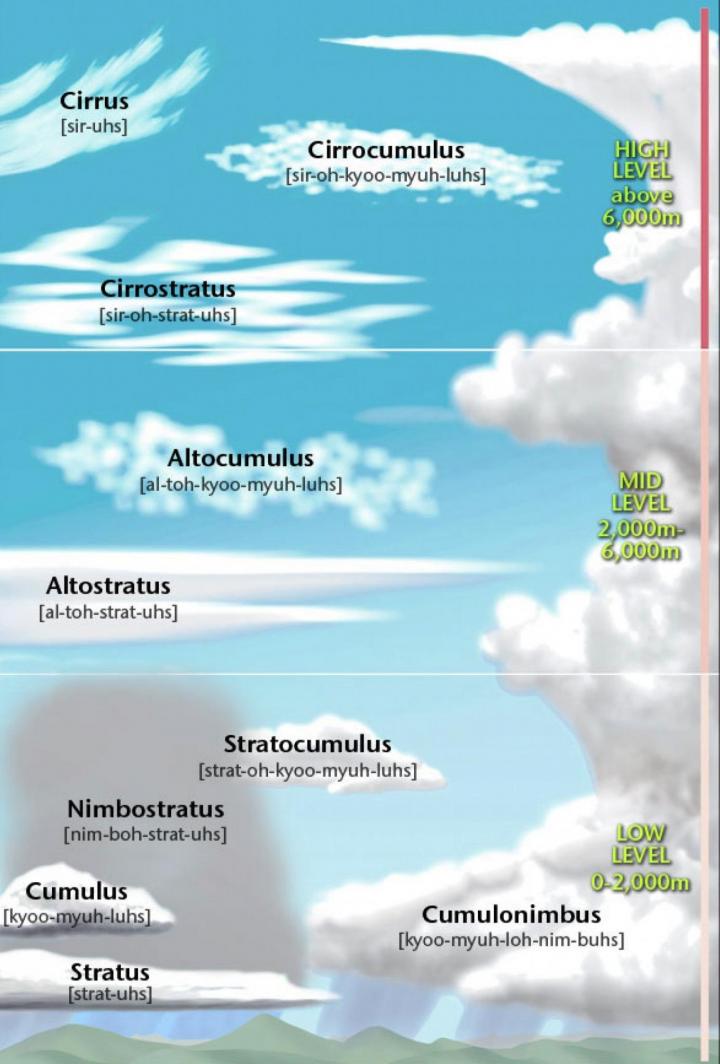 Cirrus
[sir-uhs]
Cirrocumulus
[sir-oh-kyoo-myuh-luhs]
HIGH
LEVEL
above
6,000m
Cirrostratus
[sir-oh-strat-uhs]
Altocumulus
[al-toh-kyoo-myuh-luhs]
MID
LEVEL
2,000m-
6,000m
Altostratus
[al-toh-strat-uhs]
Stratocumulus
[strat-oh-kyoo-myuh-luhs]
Nimbostratus
[nim-boh-strat-uhs]
LOW
LEVEL
0-2,000m
Cumulus
[kyoo-myuh-luhs]
Cumulonimbus
[kyoo-myuh-loh-nim-buhs]
Stratus
[strat-uhs]